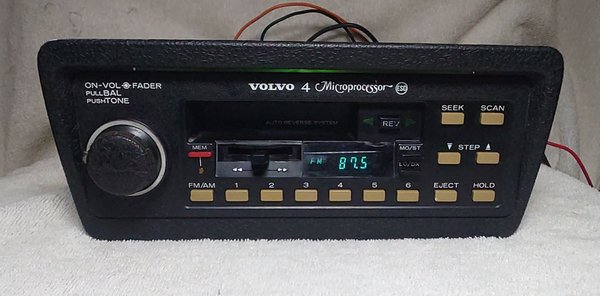 ON-VOL FADER
PULL BAL
PUSH TONE
VOLVO 4 Microprocessor ESG
SEEK SCAN
AUTO REVERSE SYSTEM
REV
MEM
MO/ST
STEP
FM 87.5
LO/DX
FM/AM 1 2 3 4 5 6 EJECT HOLD